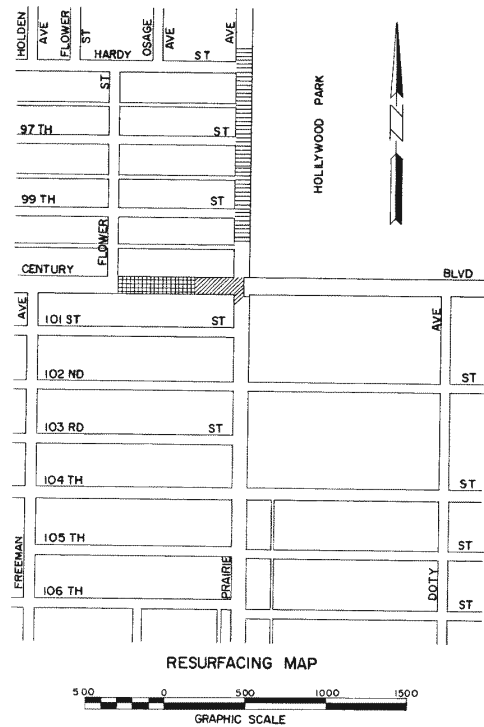 HOLDEN
AVE
FLOWER
ST
HARDY
OSAGE
AVE
ST
AVE
ST
97 TH
ST
99 TH
ST
FLOWER
CENTURY
BLVD
HOLLYWOOD PARK
N
AVE
101 ST
ST
AVE
102 ND
ST
103 RD
ST
104 TH
ST
105 TH
ST
FREEMAN
PRAIRIE
DOTY
106 TH
ST
RESURFACING MAP
500 0 500 1000 1500
GRAPHIC SCALE